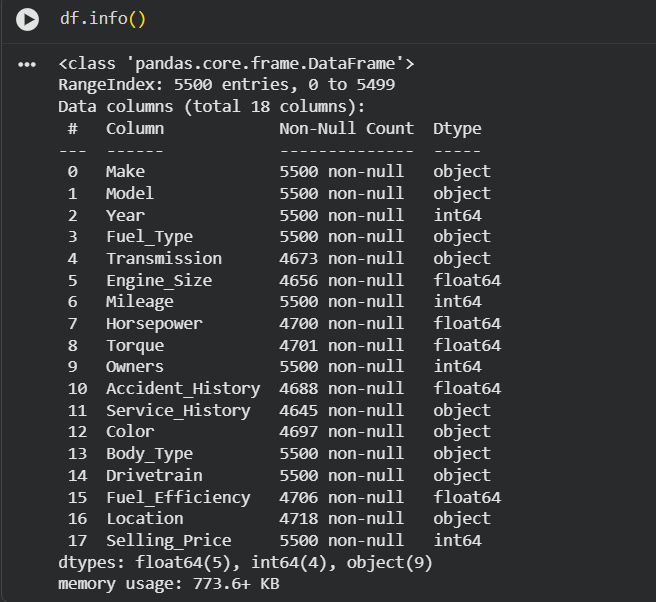 df.info()
<class 'pandas.core.frame.DataFrame'>
RangeIndex: 5500 entries, 0 to 5499
Data columns (total 18 columns):
 #   Column            Non-Null Count  Dtype
---  ------            --------------  -----
 0   Make              5500 non-null   object
 1   Model             5500 non-null   object
 2   Year              5500 non-null   int64
 3   Fuel_Type         5500 non-null   object
 4   Transmission      4673 non-null   object
 5   Engine_Size       4656 non-null   float64
 6   Mileage           5500 non-null   int64
 7   Horsepower        4700 non-null   float64
 8   Torque            4701 non-null   float64
 9   Owners            5500 non-null   int64
 10  Accident_History  4688 non-null   float64
 11  Service_History   4645 non-null   object
 12  Color             4697 non-null   object
 13  Body_Type         5500 non-null   object
 14  Drivetrain        5500 non-null   object
 15  Fuel_Efficiency   4706 non-null   float64
 16  Location          4718 non-null   object
 17  Selling_Price     5500 non-null   int64
dtypes: float64(5), int64(4), object(9)
memory usage: 773.6+ KB